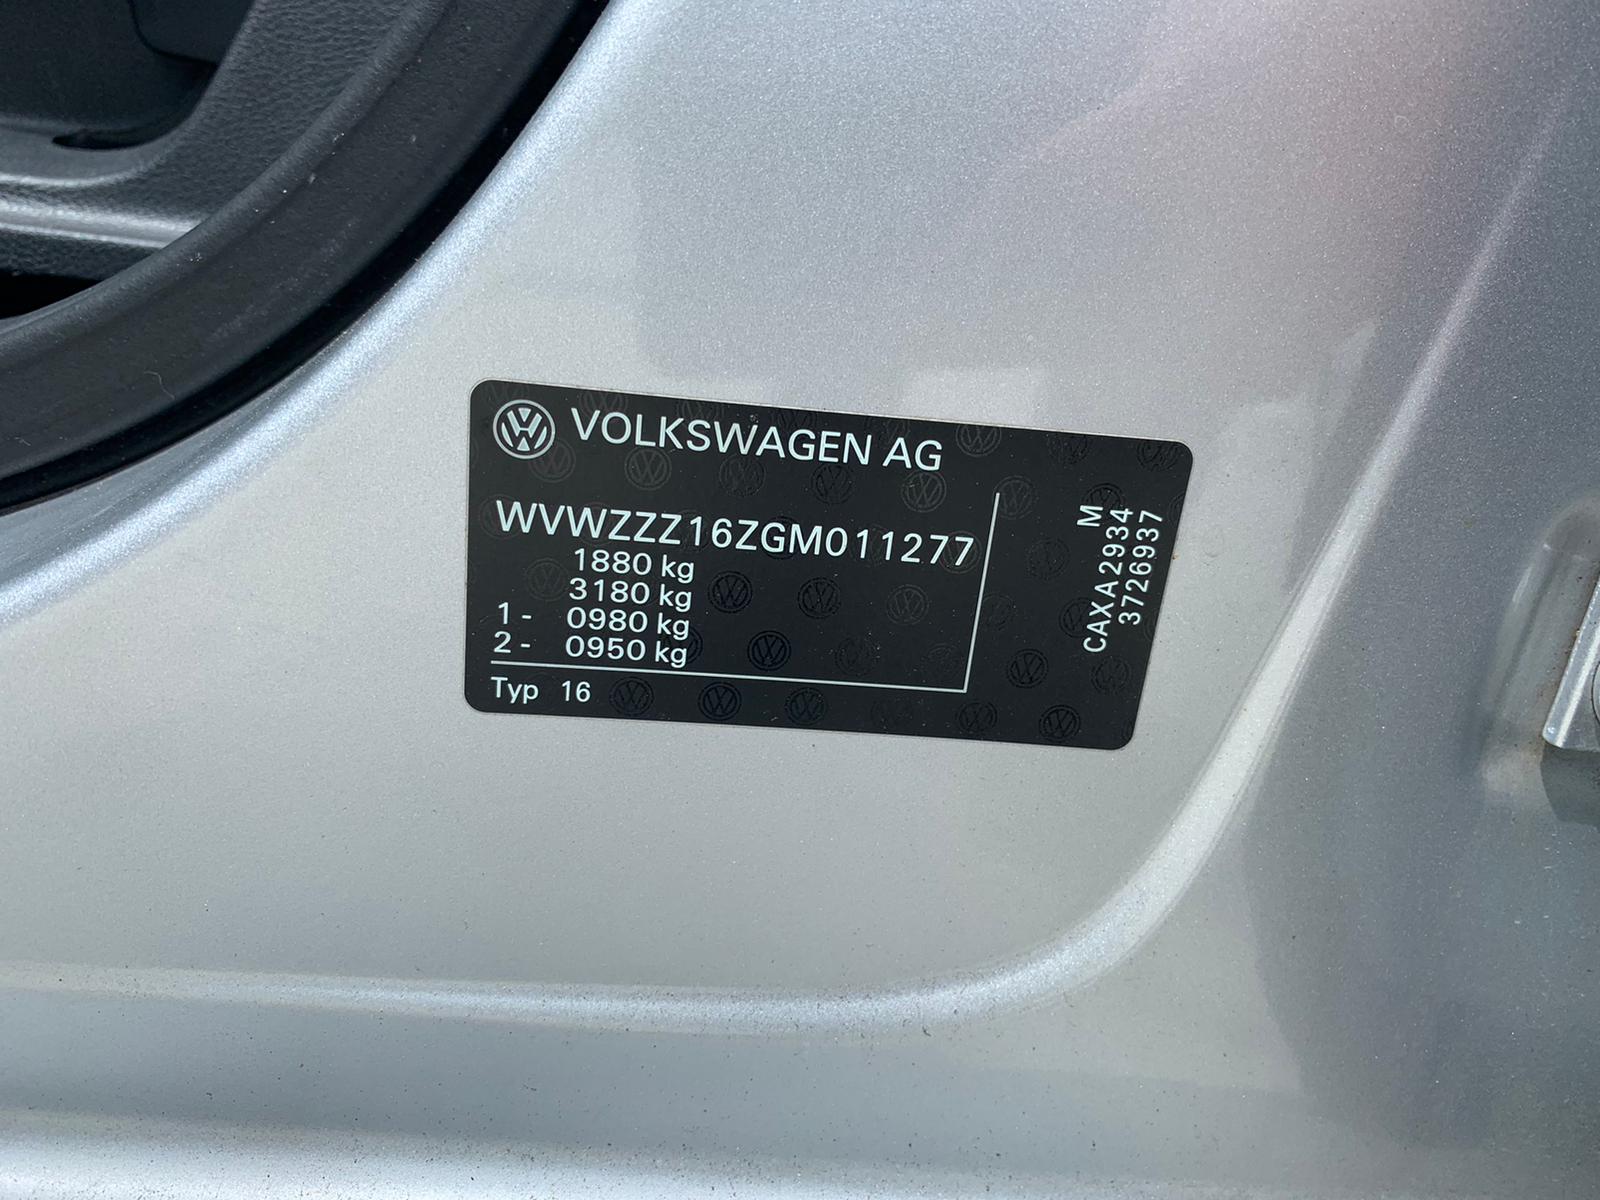 VOLKSWAGEN AG
WVWZZZ16ZGM011277
1880 kg
3180 kg
1 - 0980 kg
2 - 0950 kg
Typ 16
M
CAXA2934
3726937